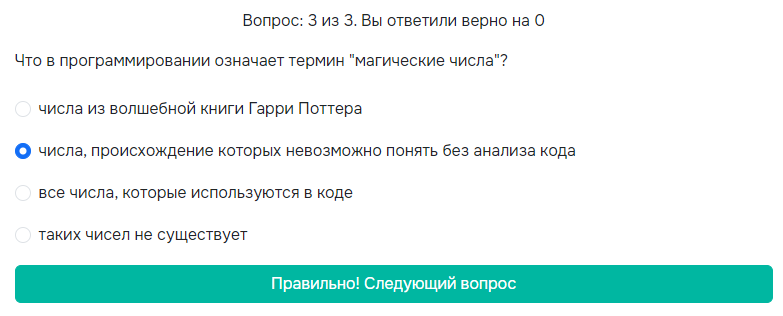 Вопрос: 3 из 3. Вы ответили верно на 0
Что в программировании означает термин "магические числа"?
числа из волшебной книги Гарри Поттера
числа, происхождение которых невозможно понять без анализа кода
все числа, которые используются в коде
таких чисел не существует
Правильно! Следующий вопрос